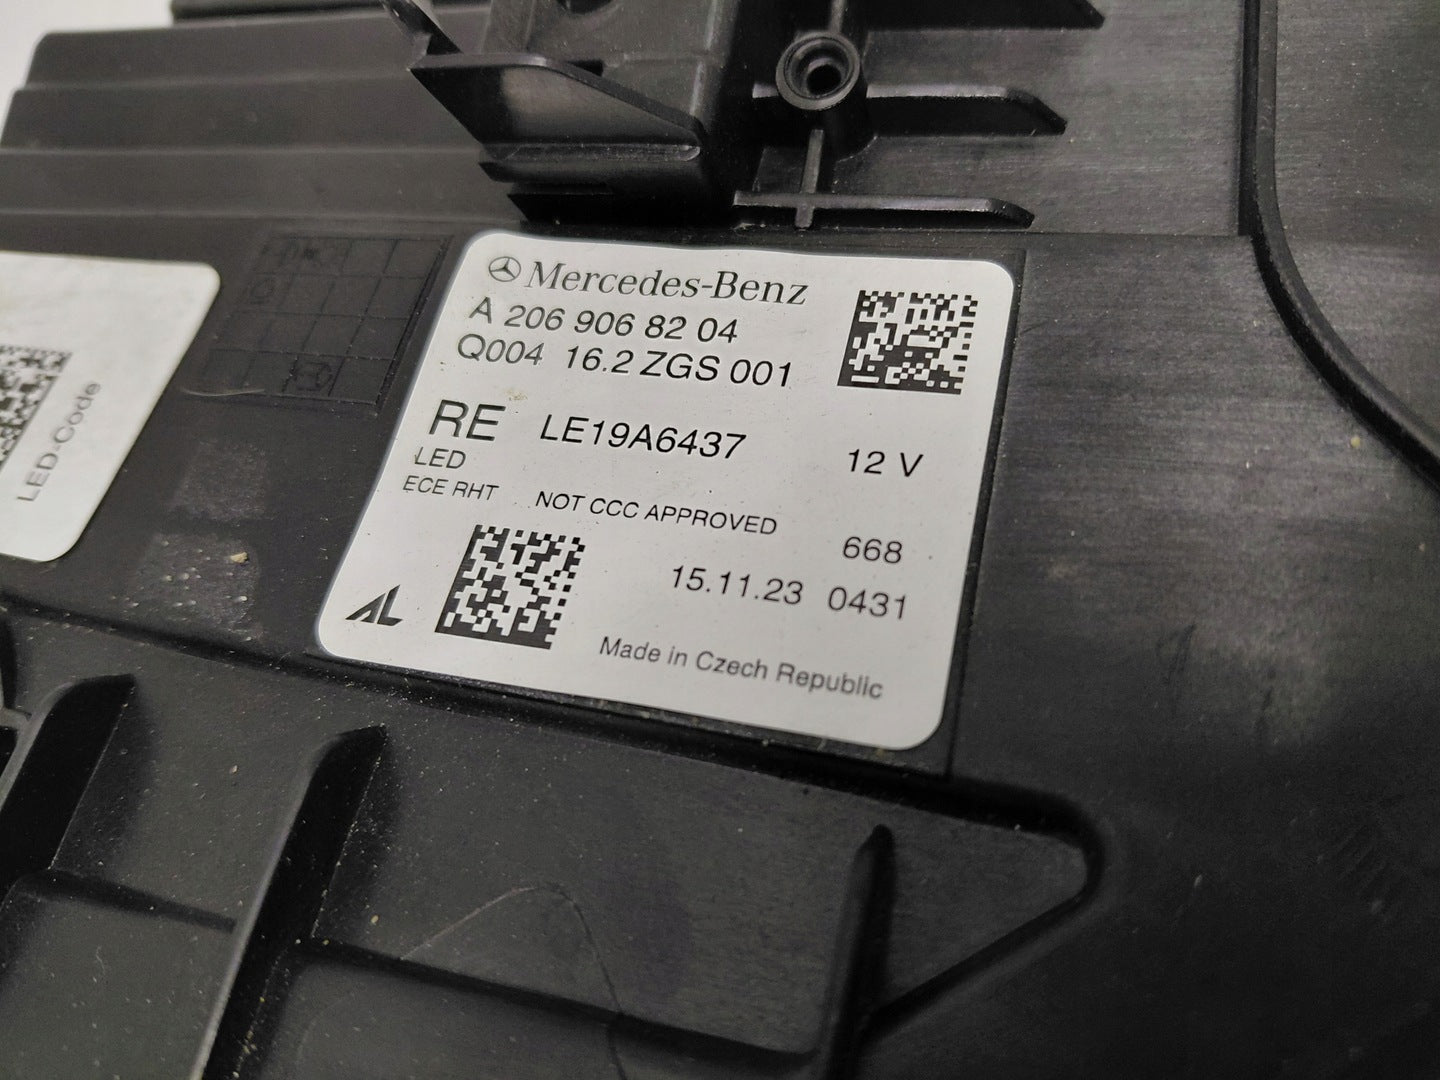 Mercedes-Benz
A 206 906 82 04
Q004 16.2 ZGS 001
RE LE19A6437 12 V
LED
ECE RHT NOT CCC APPROVED
668
15.11.23 0431
AL
Made in Czech Republic
LED-Code